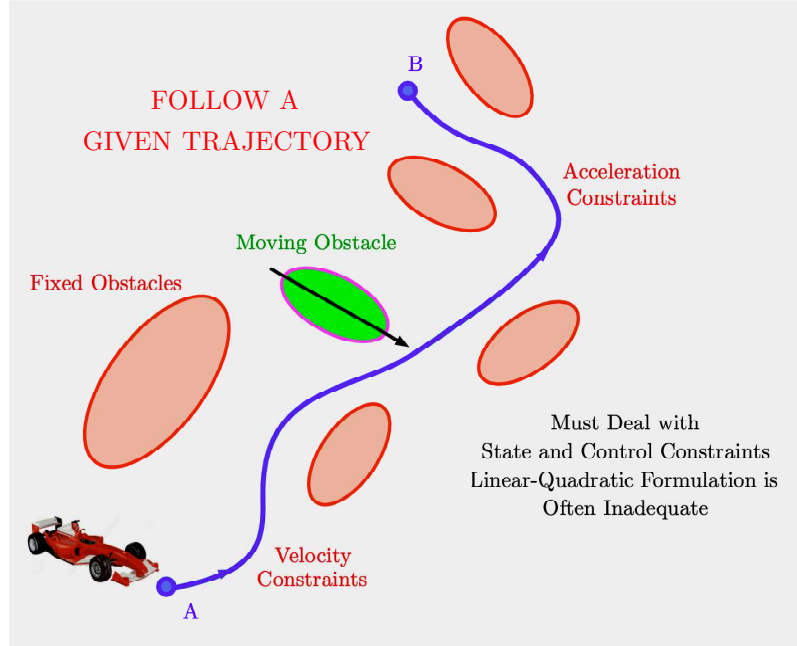 B
FOLLOW A
GIVEN TRAJECTORY
Acceleration
Constraints
Moving Obstacle
Fixed Obstacles
Must Deal with
State and Control Constraints
Linear-Quadratic Formulation is
Often Inadequate
Velocity
Constraints
A